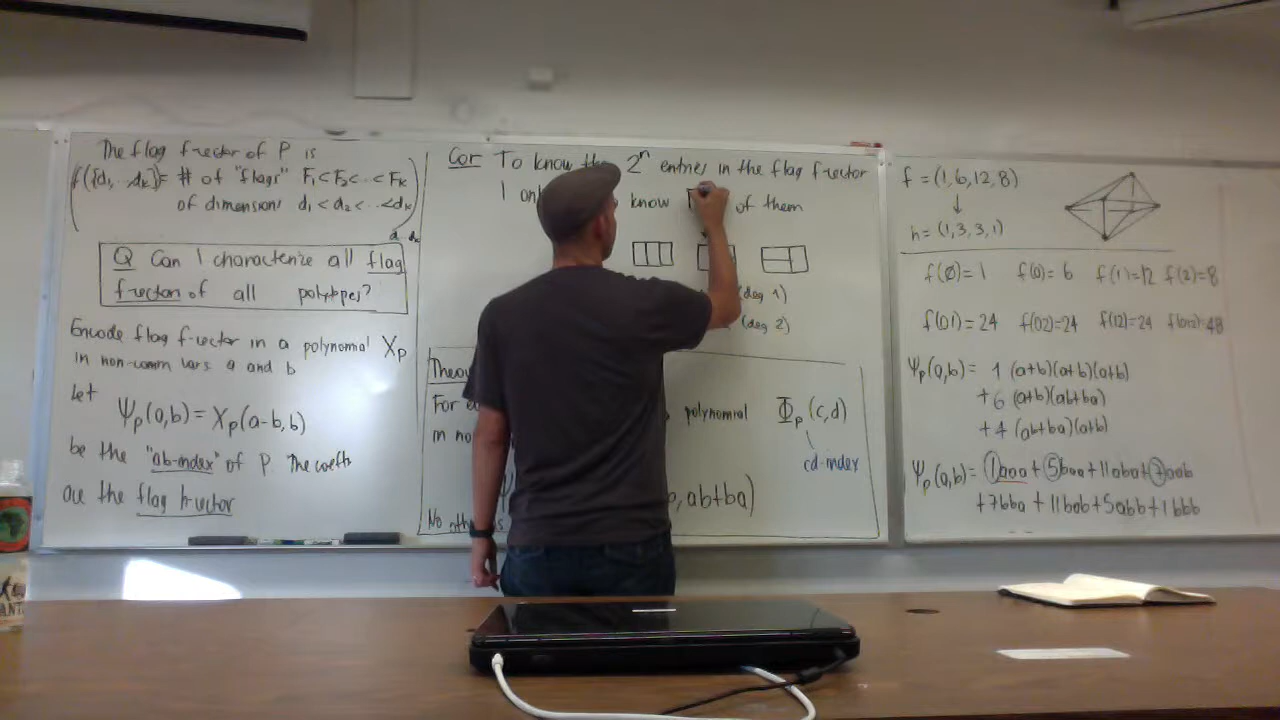 The flag f-vector of P is
f({d₁,..,dₖ}) = # of "flags" F₁<F₂<..<Fₖ
of dimensions d₁<d₂<..<dₖ
Q Can I characterize all flag
f-vectors of all polytopes?
Encode flag f-vector in a polynomial Xₚ
in non-comm vars a and b
Let
Ψₚ(a,b) = Xₚ(a-b, b)
be the "ab-index" of P. The coeffs
are the flag h-vector
Cor To know the 2ⁿ entries in the flag f-vector
I know of them
(deg 1)
(deg 2)
For polynomial Φₚ(c,d)
in
cd-index
, ab+ba)
f = (1,6,12,8)
↓
h = (1,3,3,1)
f(∅)=1 f(0)=6 f(1)=12 f(2)=8
f(01)=24 f(02)=24 f(12)=24 f(012)=48
Ψₚ(a,b)= 1 (a+b)(a+b)(a+b)
+6 (a+b)(ab+ba)
+4 (ab+ba)(a+b)
Ψₚ(a,b)= 1aaa + 5baa + 11aba + 7aab
+7bba + 11bab + 5abb + 1bbb